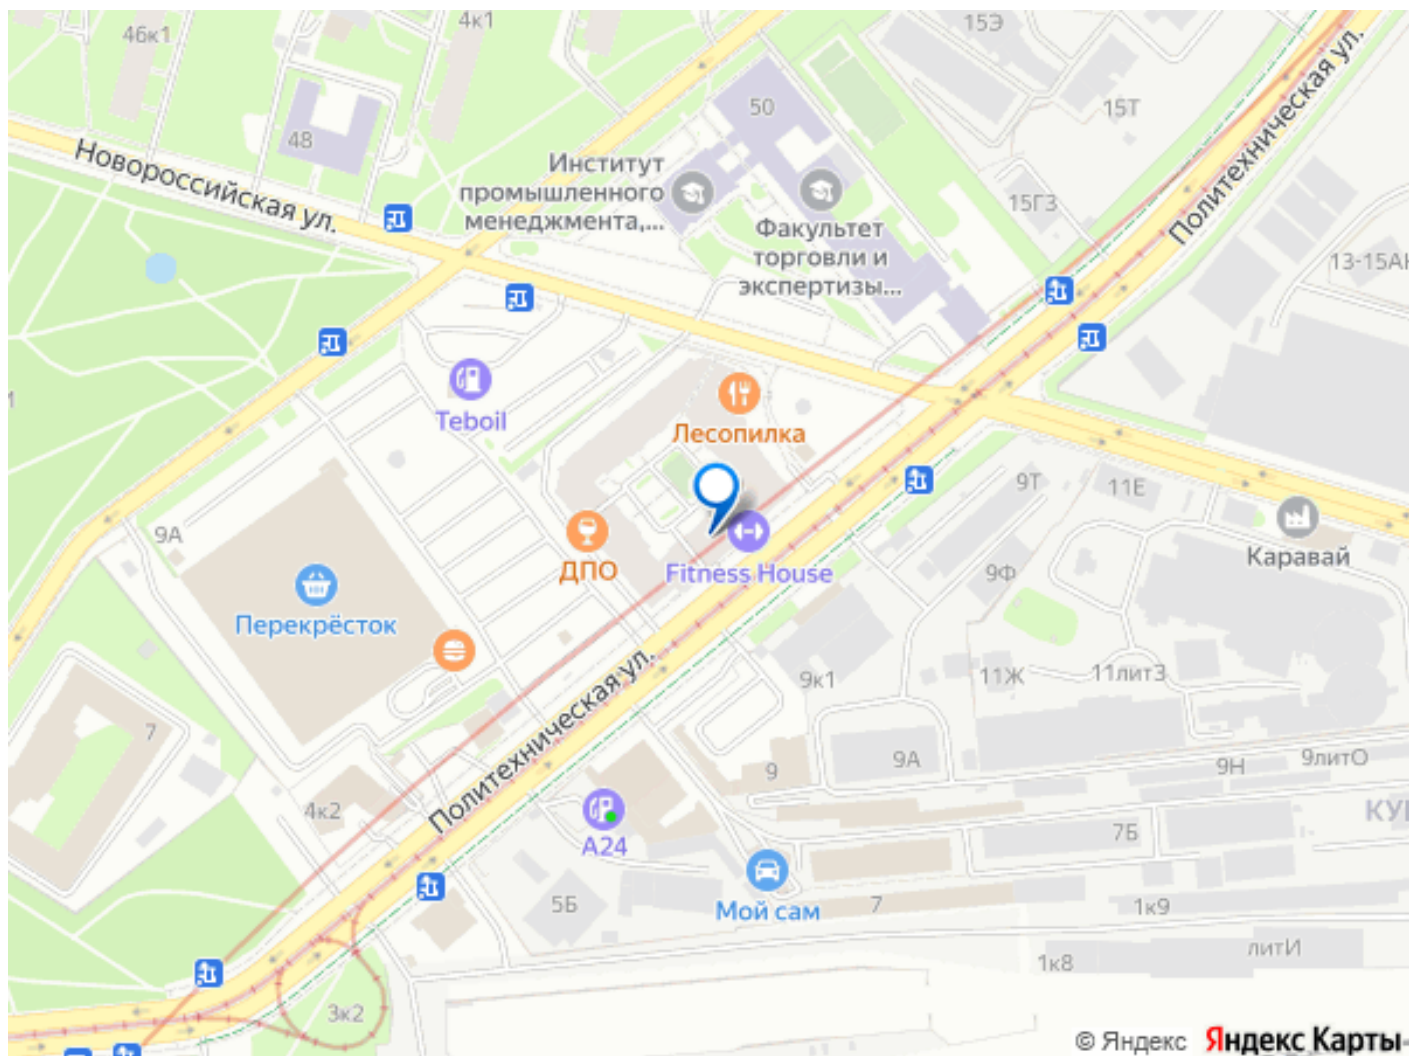 46к1
4к1
15Э
Политехническая ул.
50
15Т
48
Новороссийская ул.
Институт
промышленного
менеджмента,...
Факультет
торговли и
экспертизы...
15Г3
13-15А
Teboil
Лесопилка
9Т
11Е
Каравай
9А
ДПО
Fitness House
9Ф
Перекрёсток
Политехническая ул.
9к1
11Ж
11лит3
7
9
9А
9Н
9литО
4к2
А24
7Б
КУ
5Б
Мой сам
7
1к9
литИ
1к8
3к2
© Яндекс Яндекс Карты